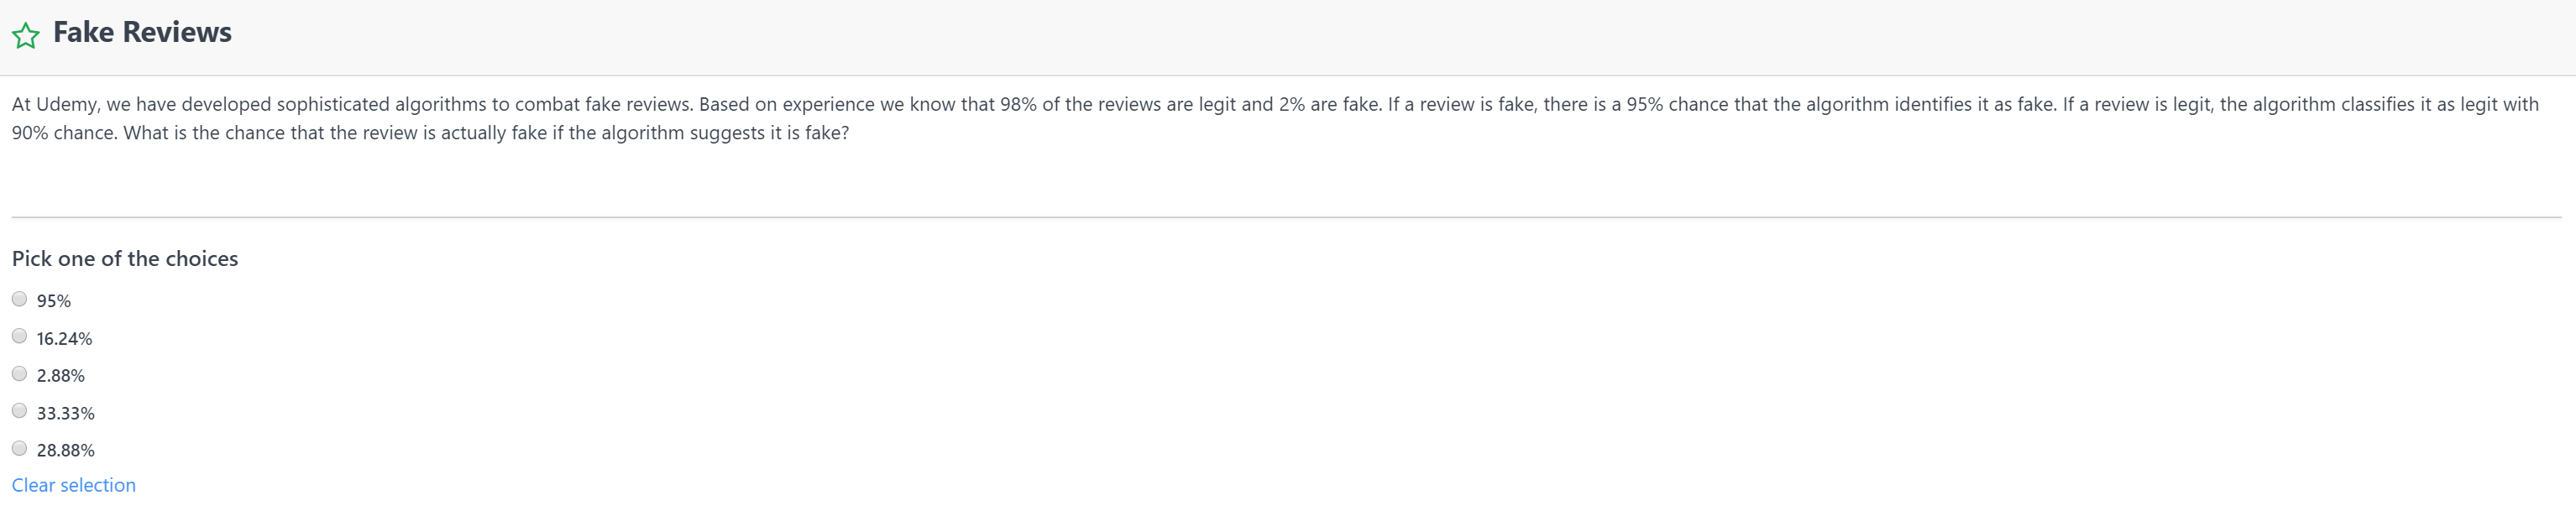 Fake Reviews
At Udemy, we have developed sophisticated algorithms to combat fake reviews. Based on experience we know that 98% of the reviews are legit and 2% are fake. If a review is fake, there is a 95% chance that the algorithm identifies it as fake. If a review is legit, the algorithm classifies it as legit with
90% chance. What is the chance that the review is actually fake if the algorithm suggests it is fake?
Pick one of the choices
95%
16.24%
2.88%
33.33%
28.88%
Clear selection